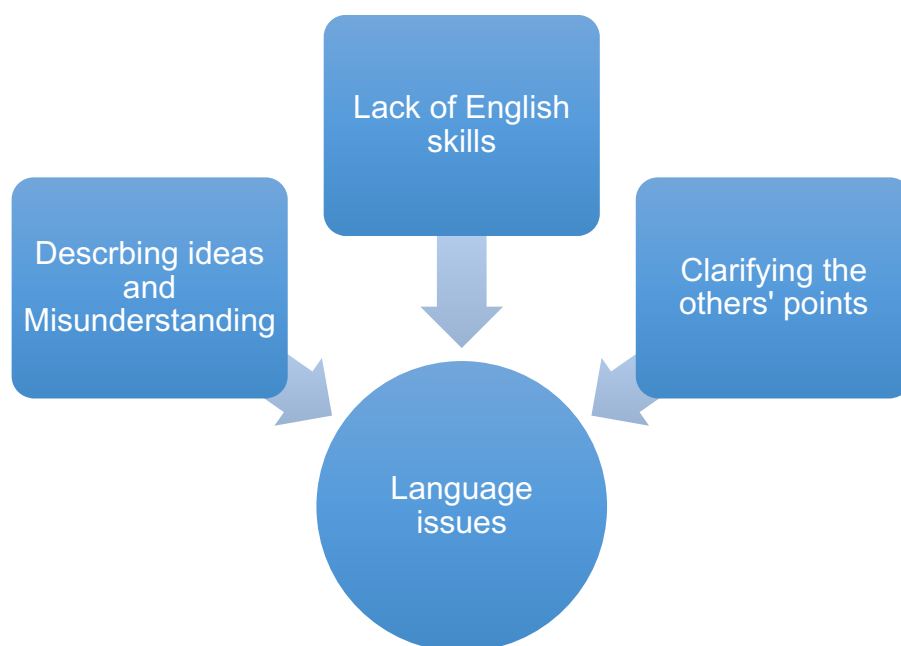 Lack of English
skills
Descrbing ideas
and
Misunderstanding
Clarifying the
others' points
Language
issues